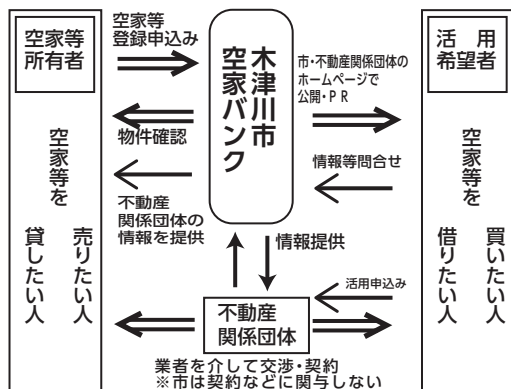 空家等
所有者
空家等を
売りたい人
貸したい人
空家等
登録申込み
物件確認
不動産
関係団体の
情報を提供
木津川市
空家バンク
市・不動産関係団体の
ホームページで
公開・ＰＲ
情報等問合せ
情報提供
活用申込み
不動産
関係団体
業者を介して交渉・契約
※市は契約などに関与しない
活用
希望者
空家等を
買いたい人
借りたい人